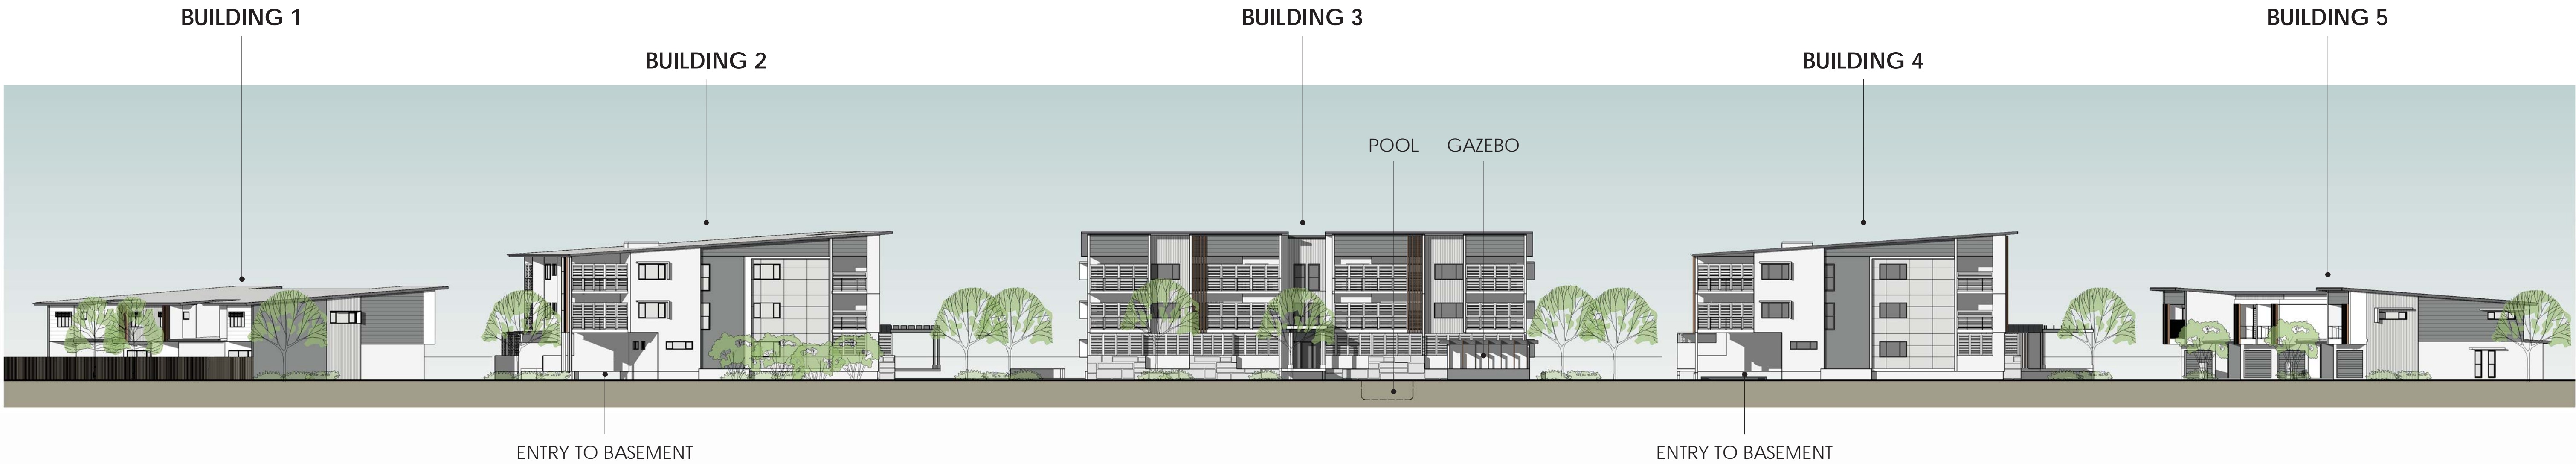 BUILDING 1
BUILDING 2
BUILDING 3
BUILDING 4
BUILDING 5
POOL
GAZEBO
ENTRY TO BASEMENT
ENTRY TO BASEMENT